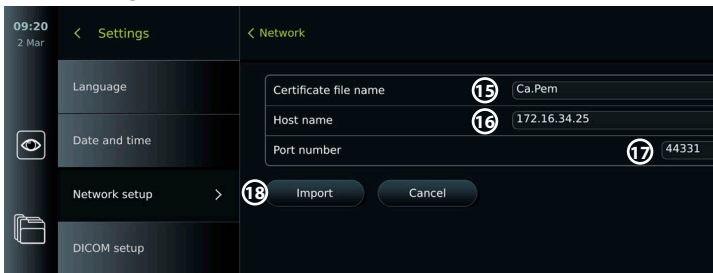 09:20
2 Mar
< Settings
< Network
Language
Date and time
Network setup >
DICOM setup
Certificate file name 15 Ca.Pem
Host name 16 172.16.34.25
Port number 17 44331
18 Import Cancel